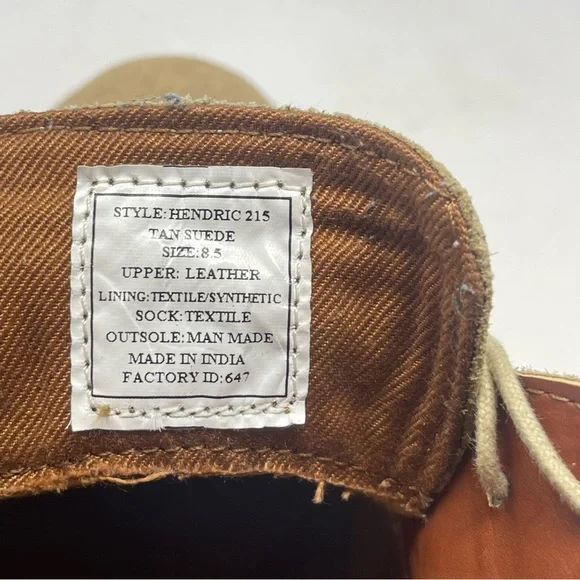 STYLE: HENDRIC 215
TAN SUEDE
SIZE: 8.5
UPPER: LEATHER
LINING: TEXTILE/SYNTHETIC
SOCK: TEXTILE
OUTSOLE: MAN MADE
MADE IN INDIA
FACTORY ID: 647